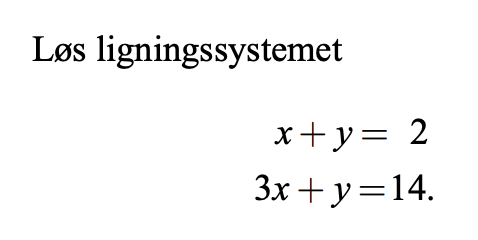 Løs ligningssystemet
x + y = 2
3x + y = 14.